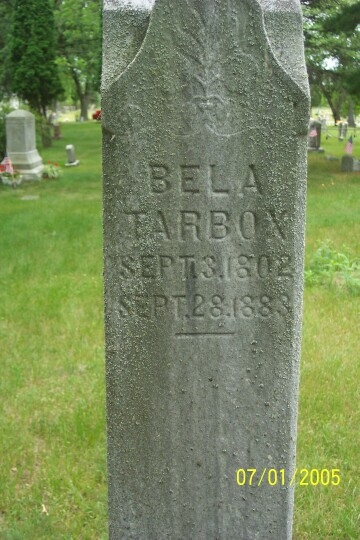 BELA
TARBOX
SEPT.3.1802
SEPT.28.1883
07/01/2005